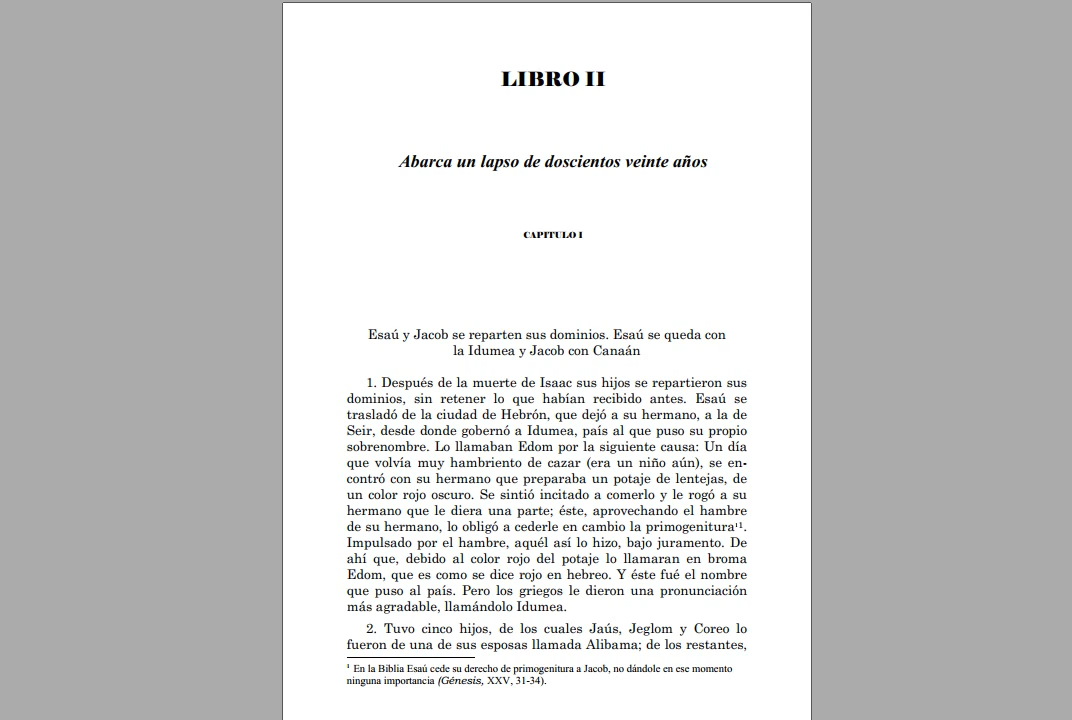 LIBRO II
Abarca un lapso de doscientos veinte años
CAPITULO I
Esaú y Jacob se reparten sus dominios. Esaú se queda con
la Idumea y Jacob con Canaán
1. Después de la muerte de Isaac sus hijos se repartieron sus
dominios, sin retener lo que habían recibido antes. Esaú se
trasladó de la ciudad de Hebrón, que dejó a su hermano, a la de
Seir, desde donde gobernó a Idumea, país al que puso su propio
sobrenombre. Lo llamaban Edom por la siguiente causa: Un día
que volvía muy hambriento de cazar (era un niño aún), se en-
contró con su hermano que preparaba un potaje de lentejas, de
un color rojo oscuro. Se sintió incitado a comerlo y le rogó a su
hermano que le diera una parte; éste, aprovechando el hambre
de su hermano, lo obligó a cederle en cambio la primogenitura'¹.
Impulsado por el hambre, aquél así lo hizo, bajo juramento. De
ahí que, debido al color rojo del potaje lo llamaran en broma
Edom, que es como se dice rojo en hebreo. Y éste fué el nombre
que puso al país. Pero los griegos le dieron una pronunciación
más agradable, llamándolo Idumea.
2. Tuvo cinco hijos, de los cuales Jaús, Jeglom y Coreo lo
fueron de una de sus esposas llamada Alibama; de los restantes,
¹ En la Biblia Esaú cede su derecho de primogenitura a Jacob, no dándole en ese momento
ninguna importancia (Génesis, XXV, 31-34).